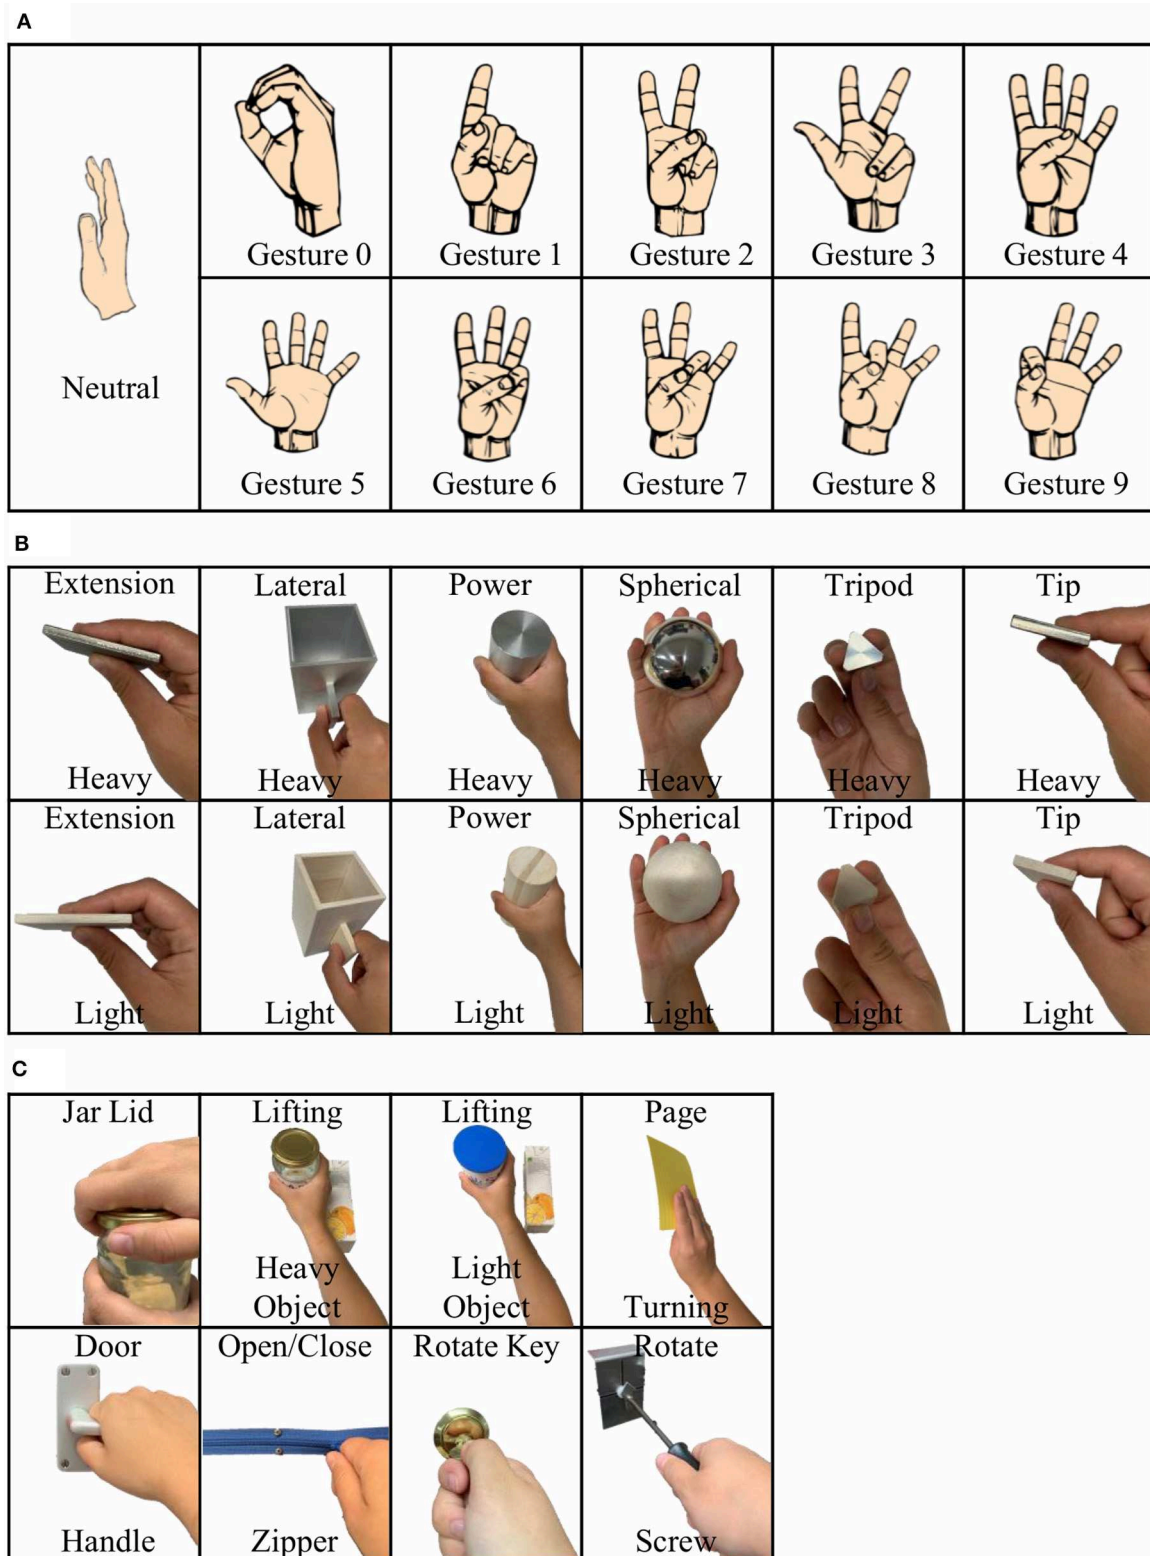 A
Neutral
Gesture 0
Gesture 1
Gesture 2
Gesture 3
Gesture 4
Gesture 5
Gesture 6
Gesture 7
Gesture 8
Gesture 9
B
Extension
Heavy
Lateral
Heavy
Power
Heavy
Spherical
Heavy
Tripod
Heavy
Tip
Heavy
Extension
Light
Lateral
Light
Power
Light
Spherical
Light
Tripod
Light
Tip
Light
C
Jar Lid
Lifting
Heavy
Object
Lifting
Light
Object
Page
Turning
Door
Handle
Open/Close
Zipper
Rotate Key
Rotate
Screw